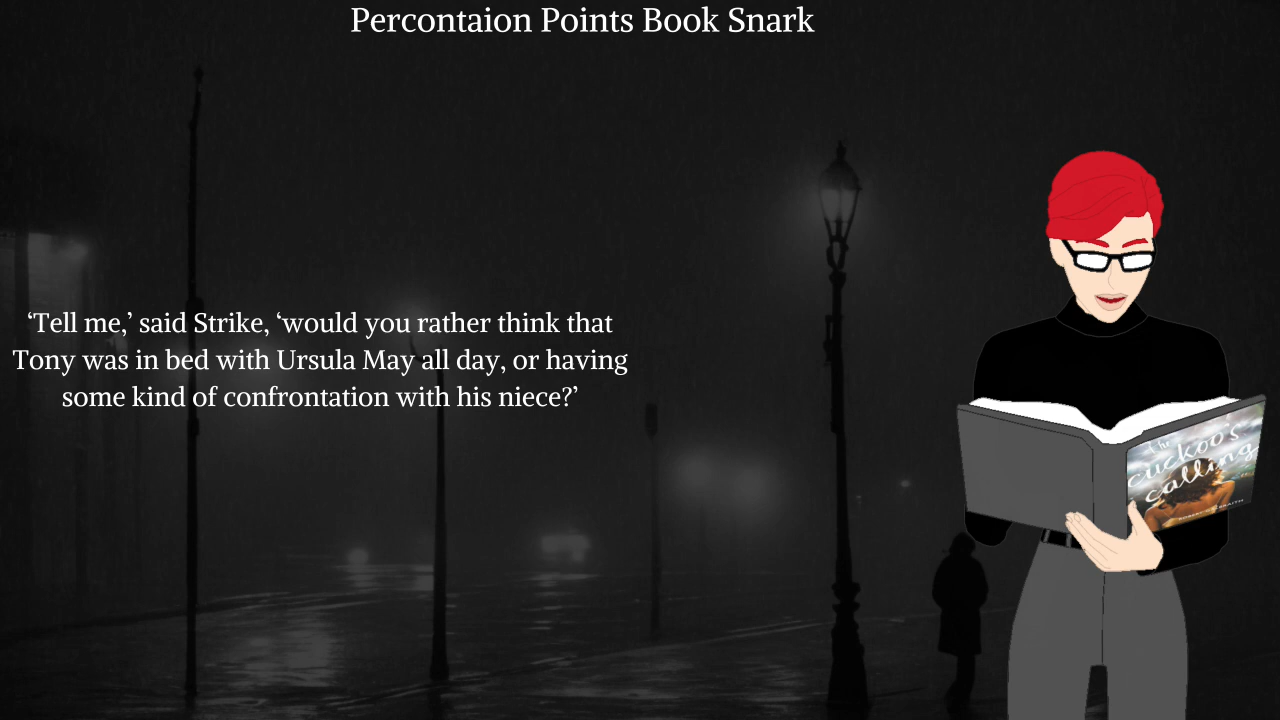 Percontaion Points Book Snark
‘Tell me,’ said Strike, ‘would you rather think that
Tony was in bed with Ursula May all day, or having
some kind of confrontation with his niece?’
the
cuckoo's
calling